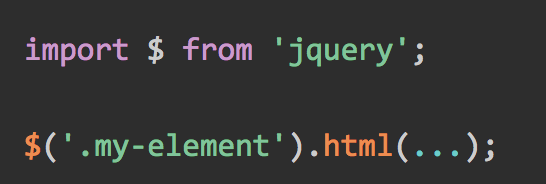 import $ from 'jquery';
$('.my-element').html(...);